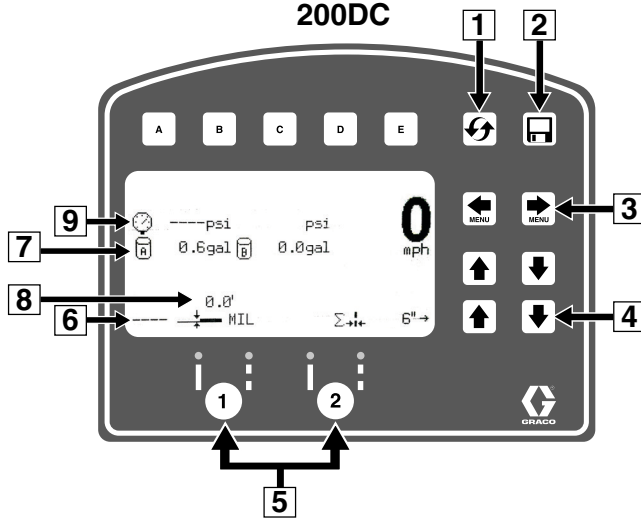 200DC
1 2
A B C D E
MENU MENU
3
9 ----psi psi 0
7 A 0.6gal B 0.0gal mph
8 0.0'
6 ---- MIL Σ 6"→
4
1 2
GRACO
5